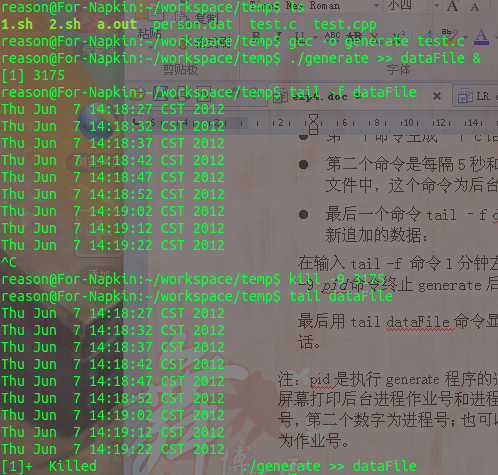 reason@For-Napkin:~/workspace/temp$ ls
1.sh 2.sh a.out person.dat test.c test.cpp
reason@For-Napkin:~/workspace/temp$ gcc -o generate test.c
reason@For-Napkin:~/workspace/temp$ ./generate >> dataFile &
[1] 3175
reason@For-Napkin:~/workspace/temp$ tail -f dataFile
Thu Jun 7 14:18:27 CST 2012
Thu Jun 7 14:18:32 CST 2012
Thu Jun 7 14:18:37 CST 2012
Thu Jun 7 14:18:42 CST 2012
Thu Jun 7 14:18:47 CST 2012
Thu Jun 7 14:18:52 CST 2012
Thu Jun 7 14:19:02 CST 2012
Thu Jun 7 14:19:12 CST 2012
Thu Jun 7 14:19:22 CST 2012
^C
reason@For-Napkin:~/workspace/temp$ kill -9 3175
reason@For-Napkin:~/workspace/temp$ tail dataFile
Thu Jun 7 14:18:27 CST 2012
Thu Jun 7 14:18:32 CST 2012
Thu Jun 7 14:18:37 CST 2012
Thu Jun 7 14:18:42 CST 2012
Thu Jun 7 14:18:47 CST 2012
Thu Jun 7 14:18:52 CST 2012
Thu Jun 7 14:19:02 CST 2012
Thu Jun 7 14:19:12 CST 2012
Thu Jun 7 14:19:22 CST 2012
[1]+ Killed ./generate >> dataFile
New Roman
小四
复制
粘贴
剪贴板
字体
第二个命令是每隔5秒和
文件中，这个命令为后台
最后一个命令 tail -f d
新追加的数据：
在输入 tail -f 命令1分钟左
-9 pid命令终止 generate 后
最后用 tail dataFile 命令显
话。
注：pid 是执行 generate 程序的进
屏幕打印后台进程作业号和进程
号，第二个数字为进程号；也可以
为作业号。